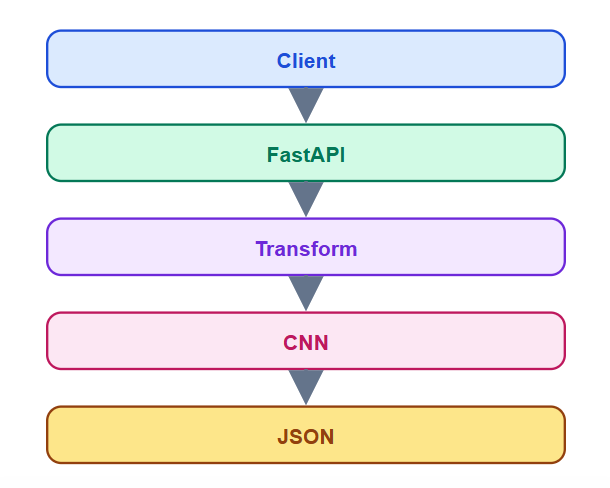 Client
FastAPI
Transform
CNN
JSON